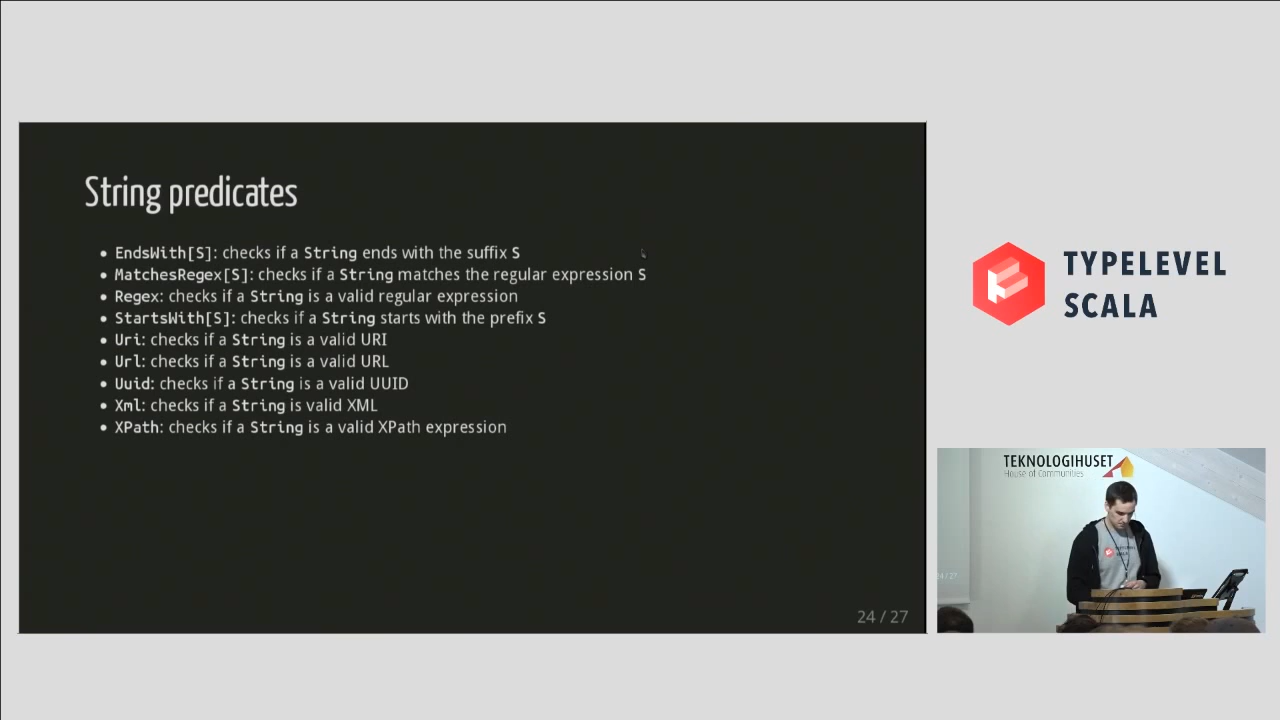 String predicates
• EndsWith[S]: checks if a String ends with the suffix S
• MatchesRegex[S]: checks if a String matches the regular expression S
• Regex: checks if a String is a valid regular expression
• StartsWith[S]: checks if a String starts with the prefix S
• Uri: checks if a String is a valid URI
• Url: checks if a String is a valid URL
• Uuid: checks if a String is a valid UUID
• Xml: checks if a String is valid XML
• XPath: checks if a String is a valid XPath expression
24 / 27
TYPELEVEL
SCALA
TEKNOLOGIHUSET
House of Communities
24 / 27